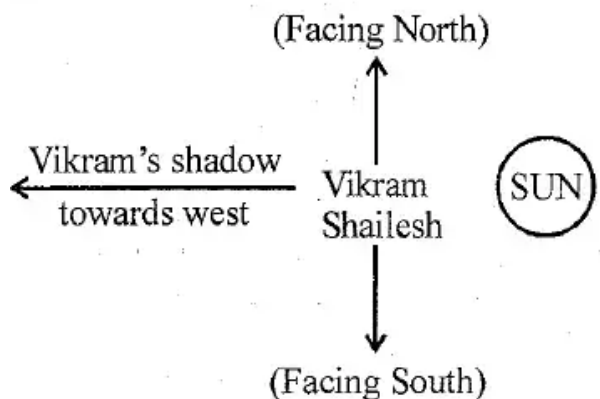 (Facing North)
Vikram's shadow
towards west
Vikram
Shailesh
SUN
(Facing South)